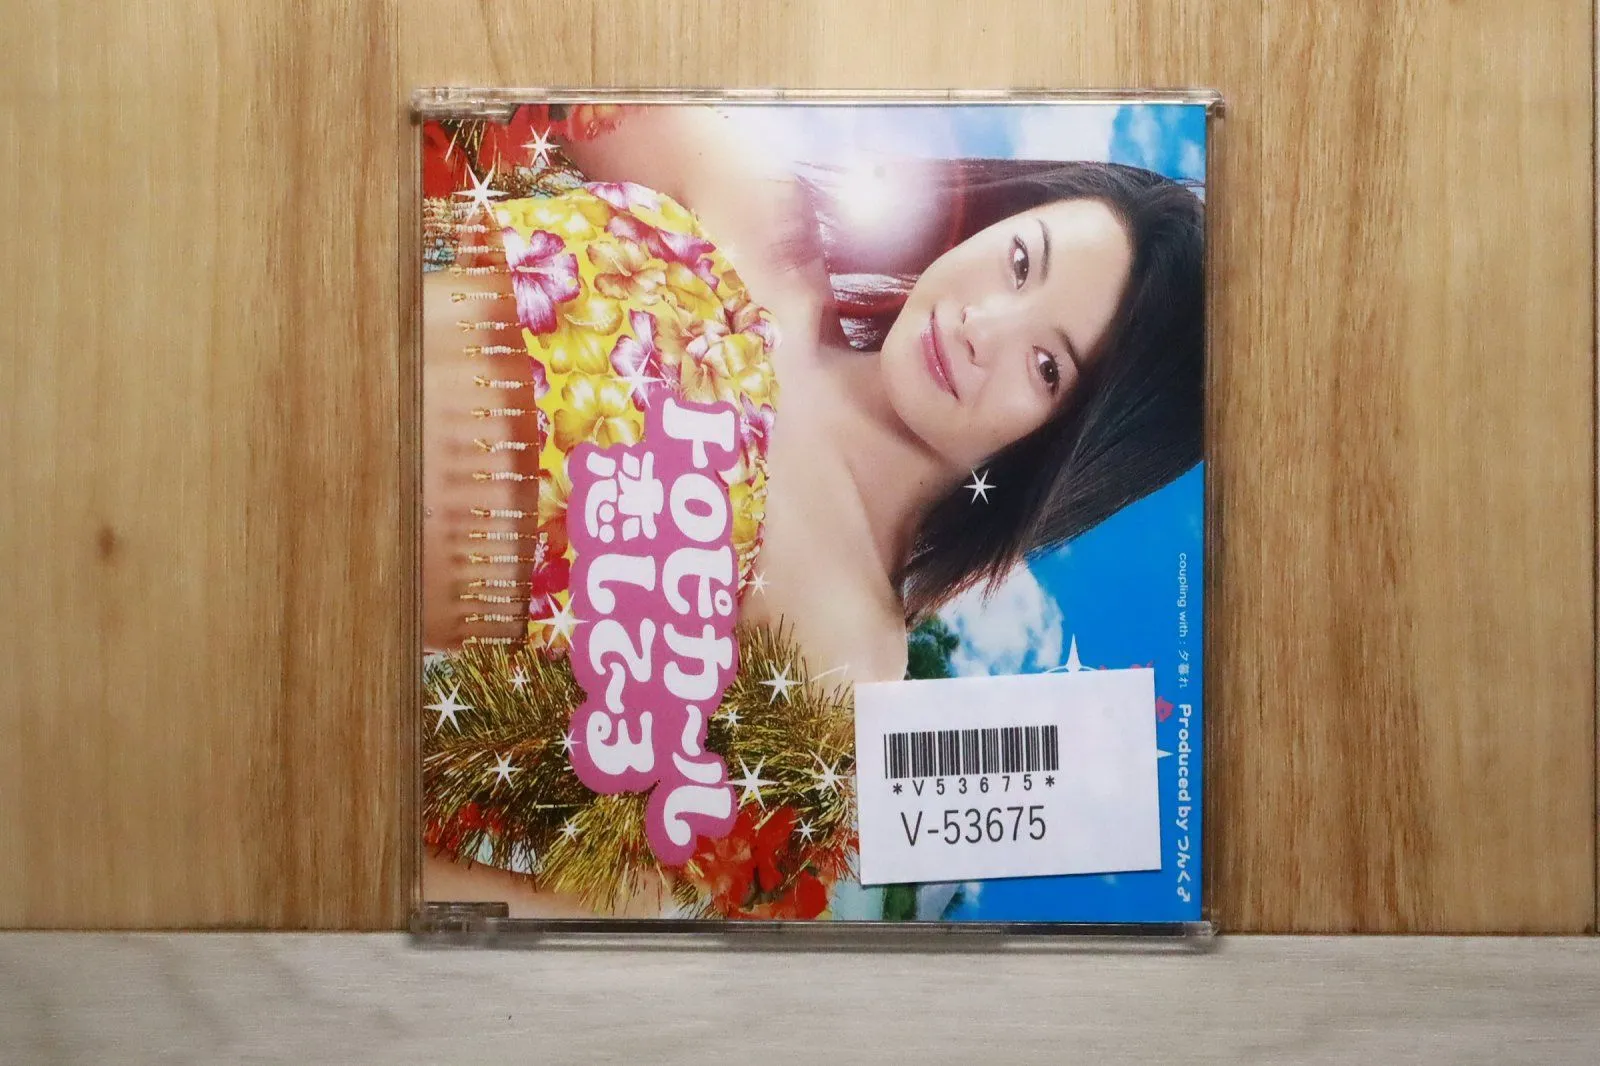 トロピカ〜ル
恋して〜る
coupling with : 夕暮れ
Produced by つんく♂
*V53675*
V-53675